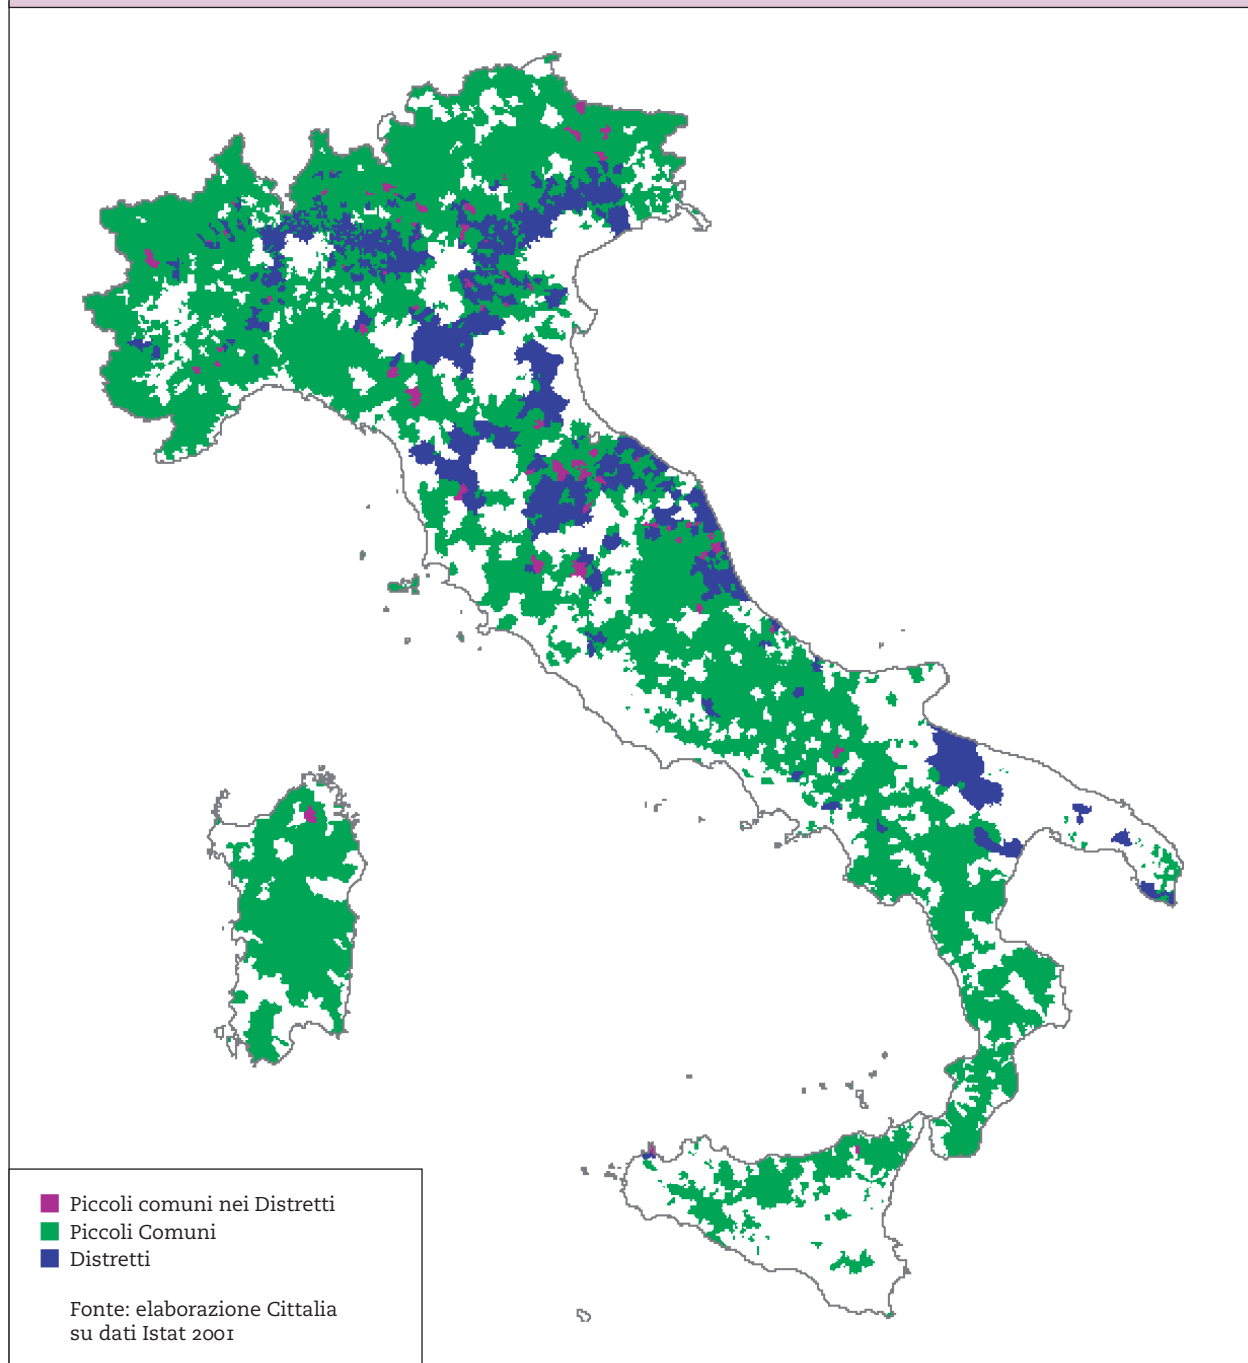 Piccoli comuni nei Distretti
Piccoli Comuni
Distretti
Fonte: elaborazione Cittalia
su dati Istat 2001